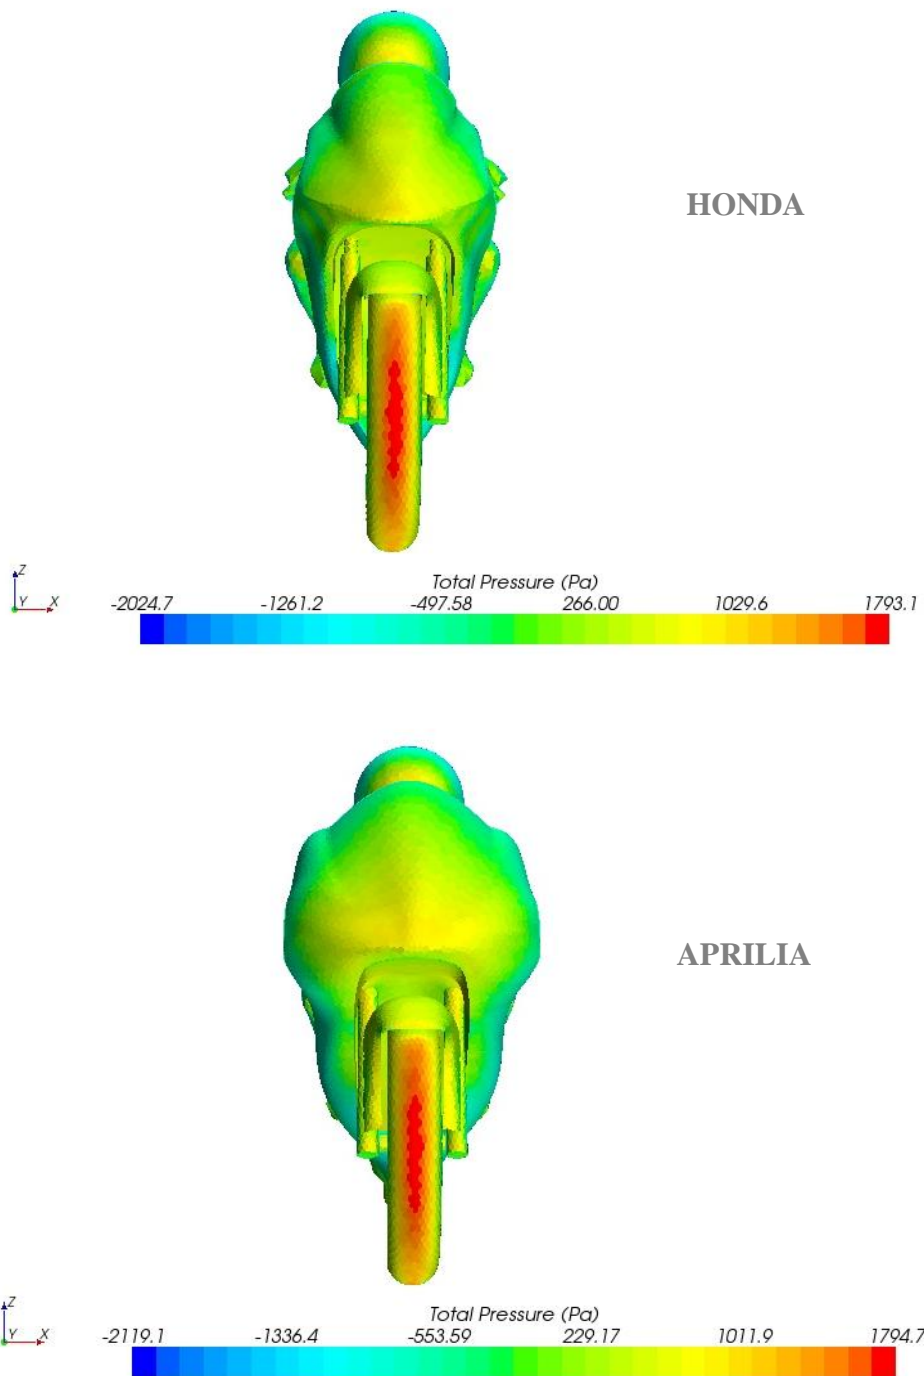 HONDA
Z
Y X
Total Pressure (Pa)
-2024.7 -1261.2 -497.58 266.00 1029.6 1793.1
APRILIA
Z
Y X
Total Pressure (Pa)
-2119.1 -1336.4 -553.59 229.17 1011.9 1794.7